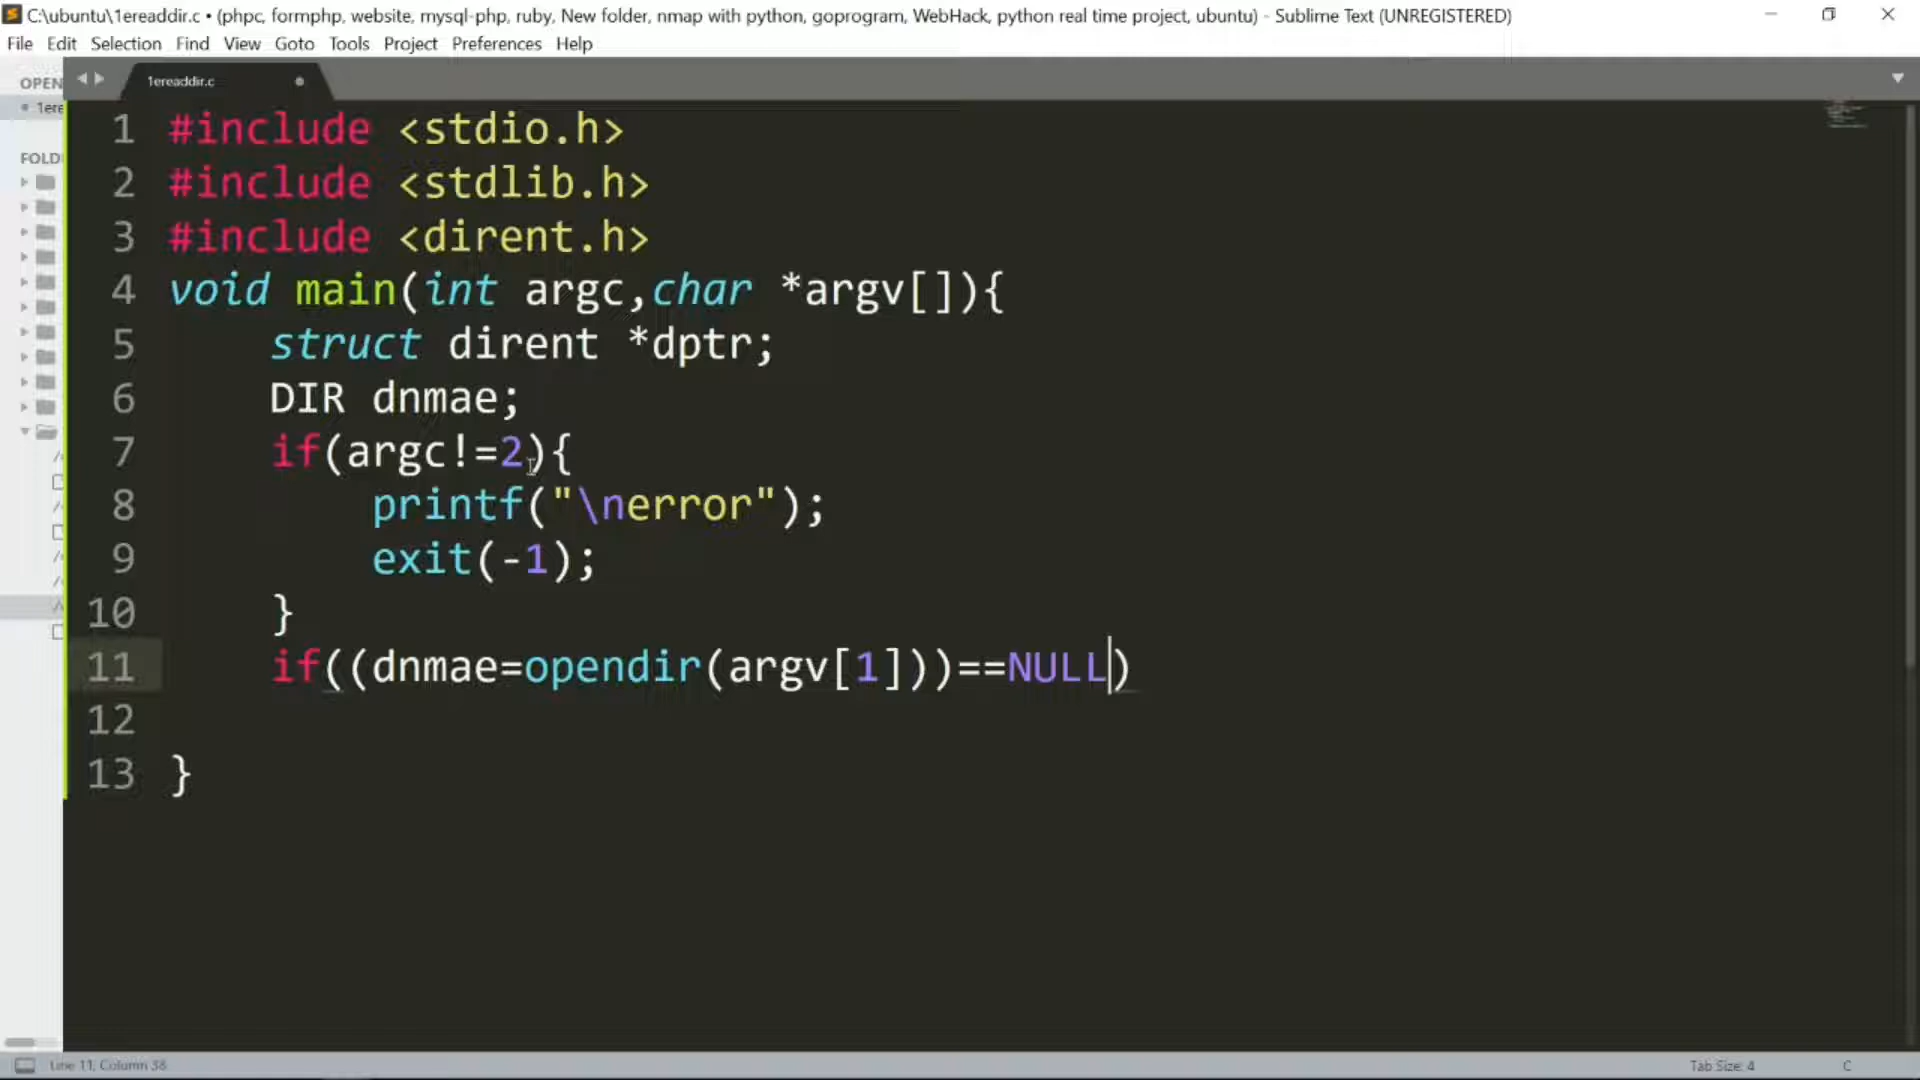 C:\ubuntu\1ereaddir.c • (phpc, formphp, website, mysql-php, ruby, New folder, nmap with python, goprogram, WebHack, python real time project, ubuntu) - Sublime Text (UNREGISTERED)
File Edit Selection Find View Goto Tools Project Preferences Help
OPEN
1ereaddir.c
1ere
FOLD
1 #include <stdio.h>
2 #include <stdlib.h>
3 #include <dirent.h>
4 void main(int argc,char *argv[]){
5 struct dirent *dptr;
6 DIR dnmae;
7 if(argc!=2){
8 printf("\nerror");
9 exit(-1);
10 }
11 if((dnmae=opendir(argv[1]))==NULL)
12
13 }
Line 11, Column 38
Tab Size: 4
C